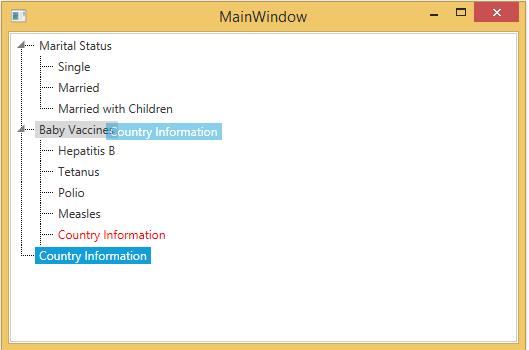 MainWindow
Marital Status
Single
Married
Married with Children
Baby Vaccines Country Information
Hepatitis B
Tetanus
Polio
Measles
Country Information
Country Information